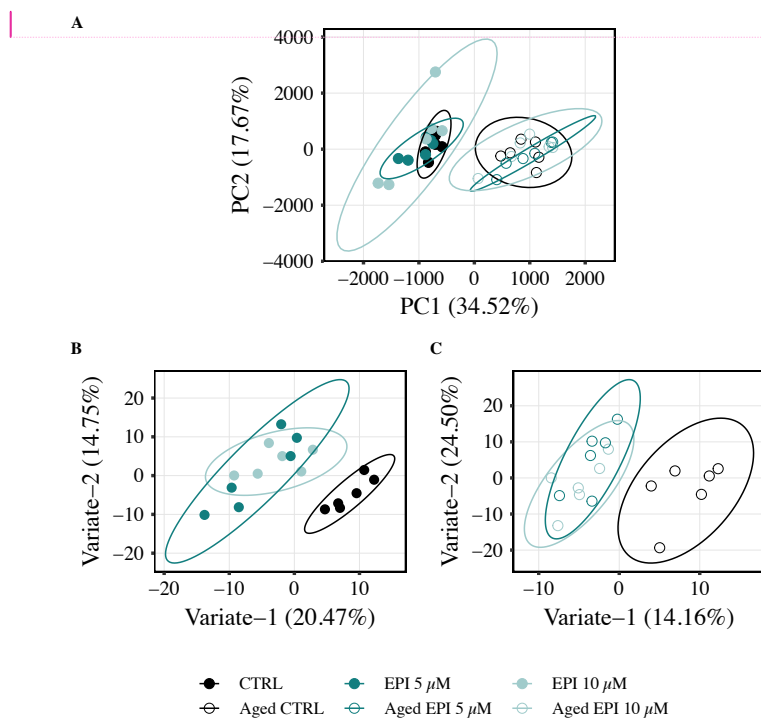 A
4000
2000
0
−2000
−4000
PC2 (17.67%)
−2000 −1000 0 1000 2000
PC1 (34.52%)
B
20
10
0
−10
−20
Variate−2 (14.75%)
−20 −10 0 10
Variate−1 (20.47%)
C
20
10
0
−10
−20
Variate−2 (24.50%)
−10 0 10
Variate−1 (14.16%)
CTRL EPI 5 μM EPI 10 μM
Aged CTRL Aged EPI 5 μM Aged EPI 10 μM